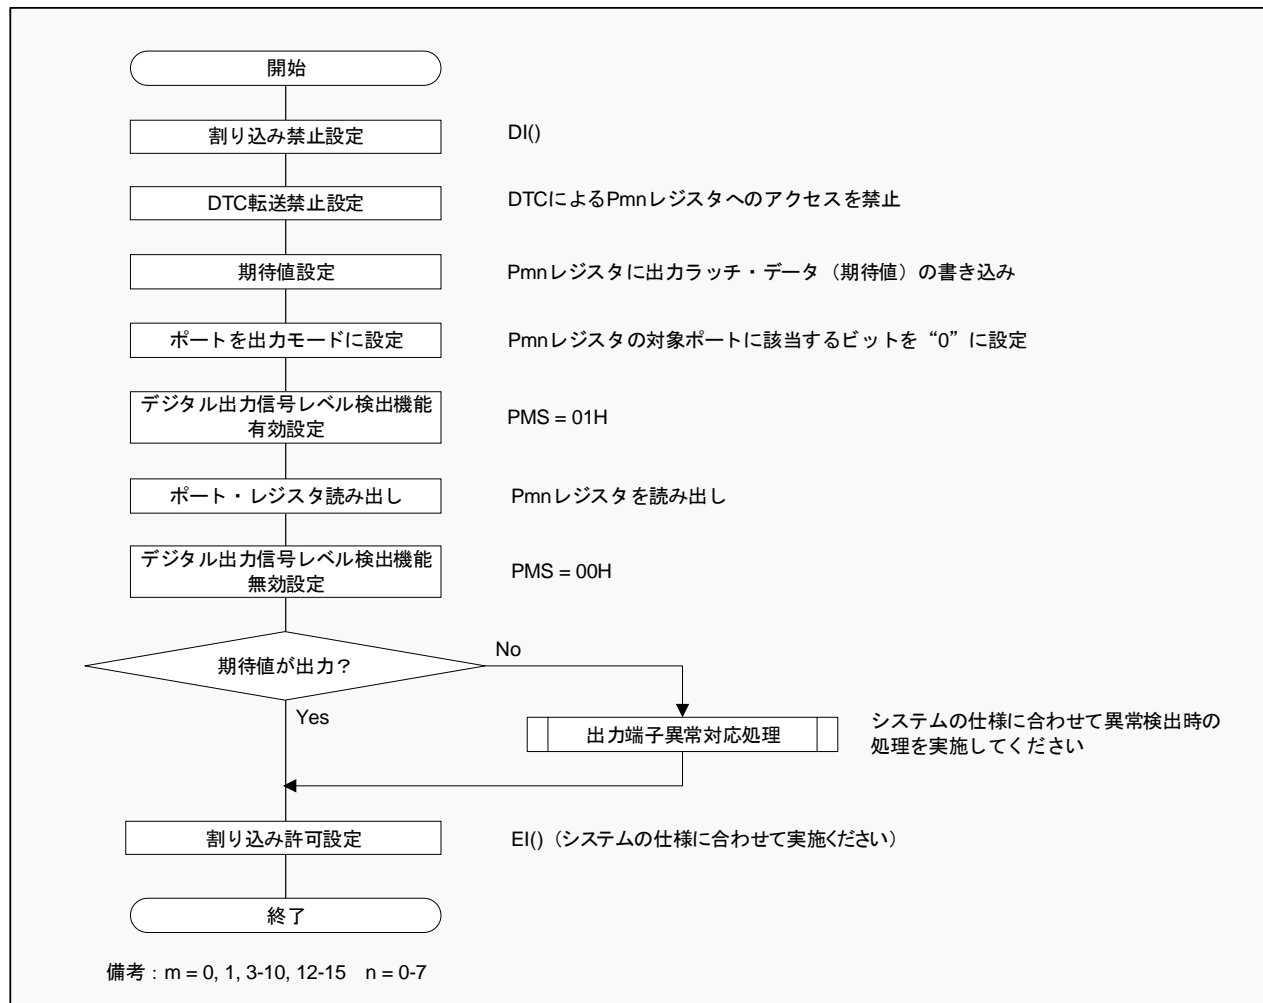 開始
割り込み禁止設定
DI()
DTC転送禁止設定
DTCによるPmnレジスタへのアクセスを禁止
期待値設定
Pmnレジスタに出力ラッチ・データ（期待値）の書き込み
ポートを出力モードに設定
Pmnレジスタの対象ポートに該当するビットを“0”に設定
デジタル出力信号レベル検出機能
有効設定
PMS = 01H
ポート・レジスタ読み出し
Pmnレジスタを読み出し
デジタル出力信号レベル検出機能
無効設定
PMS = 00H
期待値が出力？
No
Yes
出力端子異常対応処理
システムの仕様に合わせて異常検出時の
処理を実施してください
割り込み許可設定
EI()（システムの仕様に合わせて実施ください）
終了
備考：m = 0, 1, 3-10, 12-15　n = 0-7